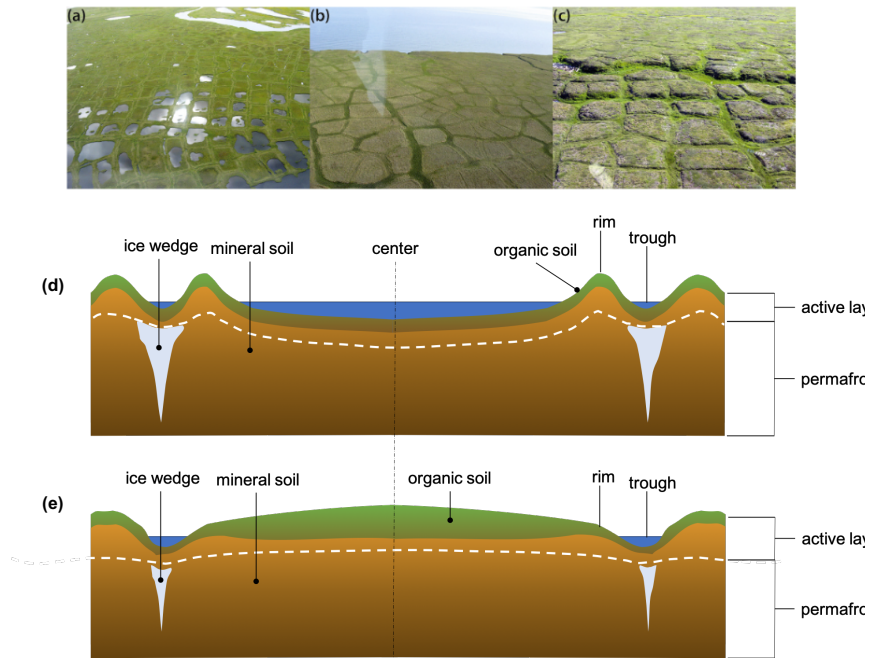 (a)
(b)
(c)
(d)
ice wedge
mineral soil
center
organic soil
rim
trough
active lay
permafro
(e)
ice wedge
mineral soil
organic soil
rim
trough
active lay
permafro